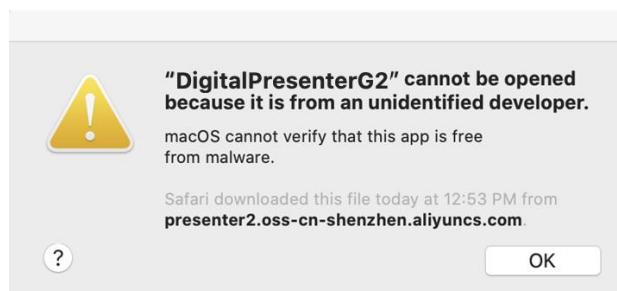 “DigitalPresenterG2” cannot be opened
because it is from an unidentified developer.
macOS cannot verify that this app is free
from malware.
Safari downloaded this file today at 12:53 PM from
presenter2.oss-cn-shenzhen.aliyuncs.com.
?
OK